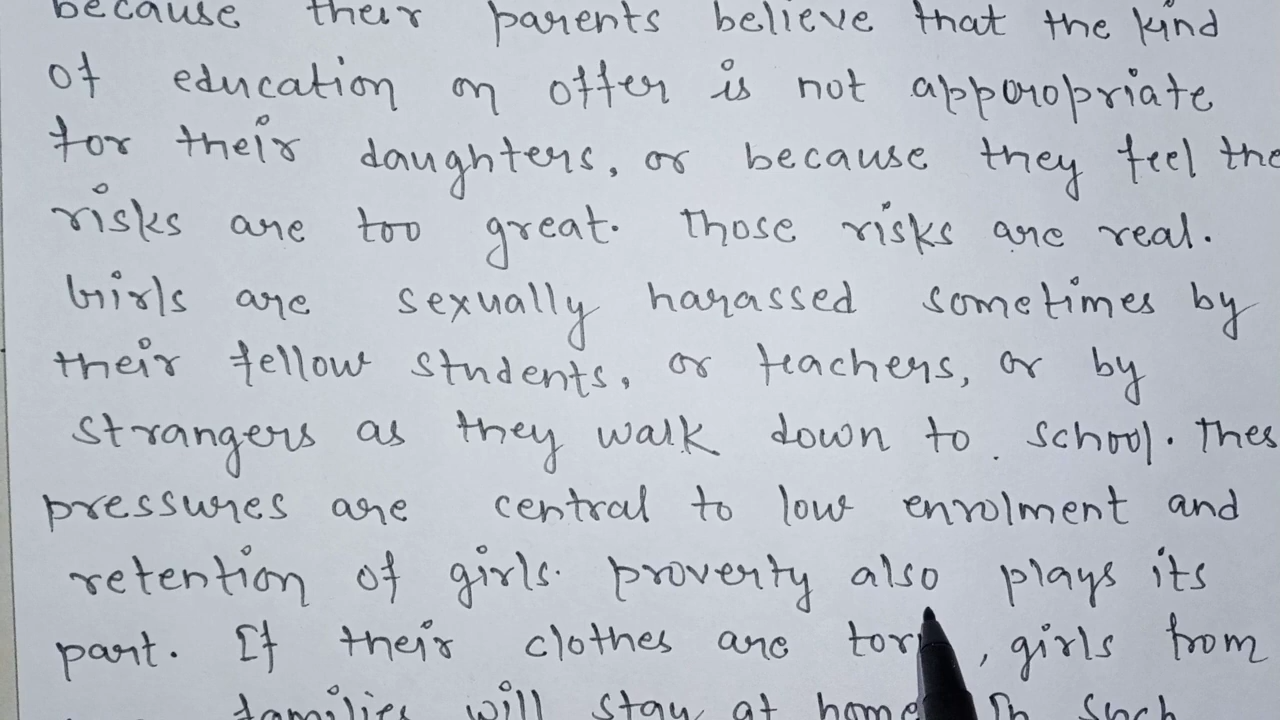 because their parents believe that the kind
of education on offer is not apporopriate
for their daughters, or because they feel the
risks are too great. Those risks are real.
Girls are sexually harassed sometimes by
their fellow students, or teachers, or by
strangers as they walk down to school. Thes
pressures are central to low enrolment and
retention of girls. proverty also plays its
part. If their clothes are torn, girls from
families will stay at home In such